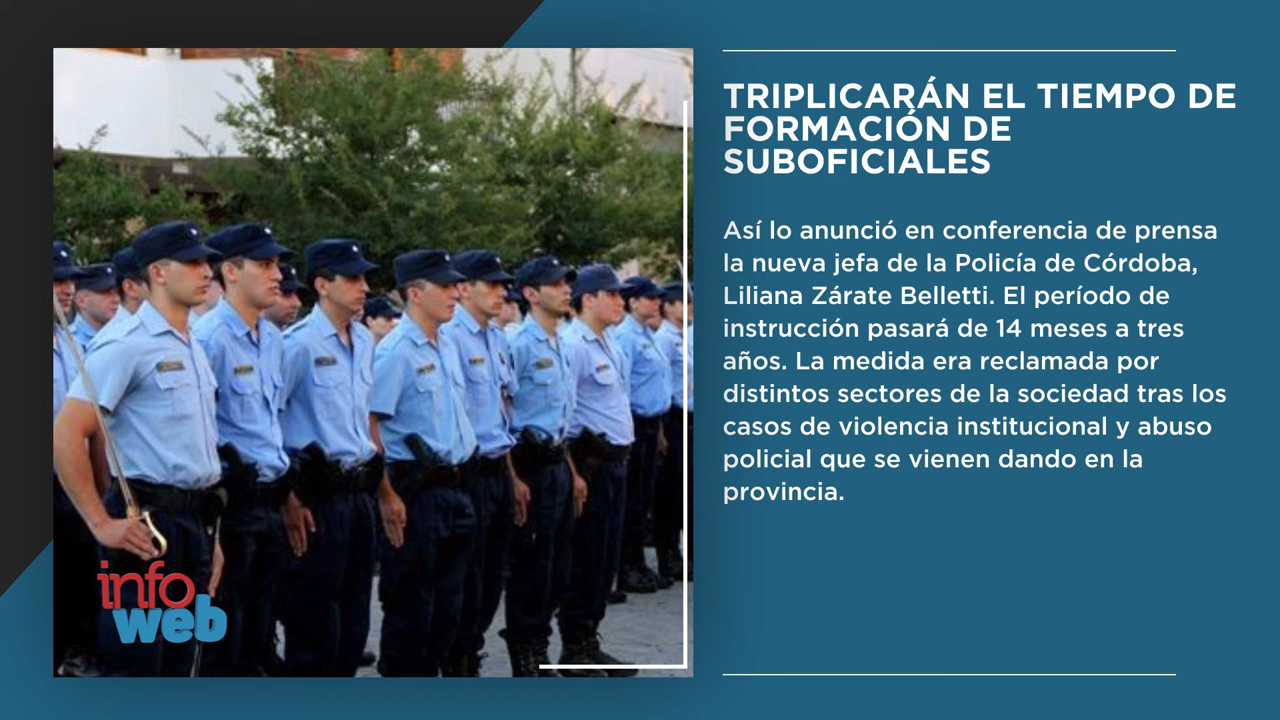 TRIPLICARÁN EL TIEMPO DE
FORMACIÓN DE
SUBOFICIALES
Así lo anunció en conferencia de prensa
la nueva jefa de la Policía de Córdoba,
Liliana Zárate Belletti. El período de
instrucción pasará de 14 meses a tres
años. La medida era reclamada por
distintos sectores de la sociedad tras los
casos de violencia institucional y abuso
policial que se vienen dando en la
provincia.
info
web